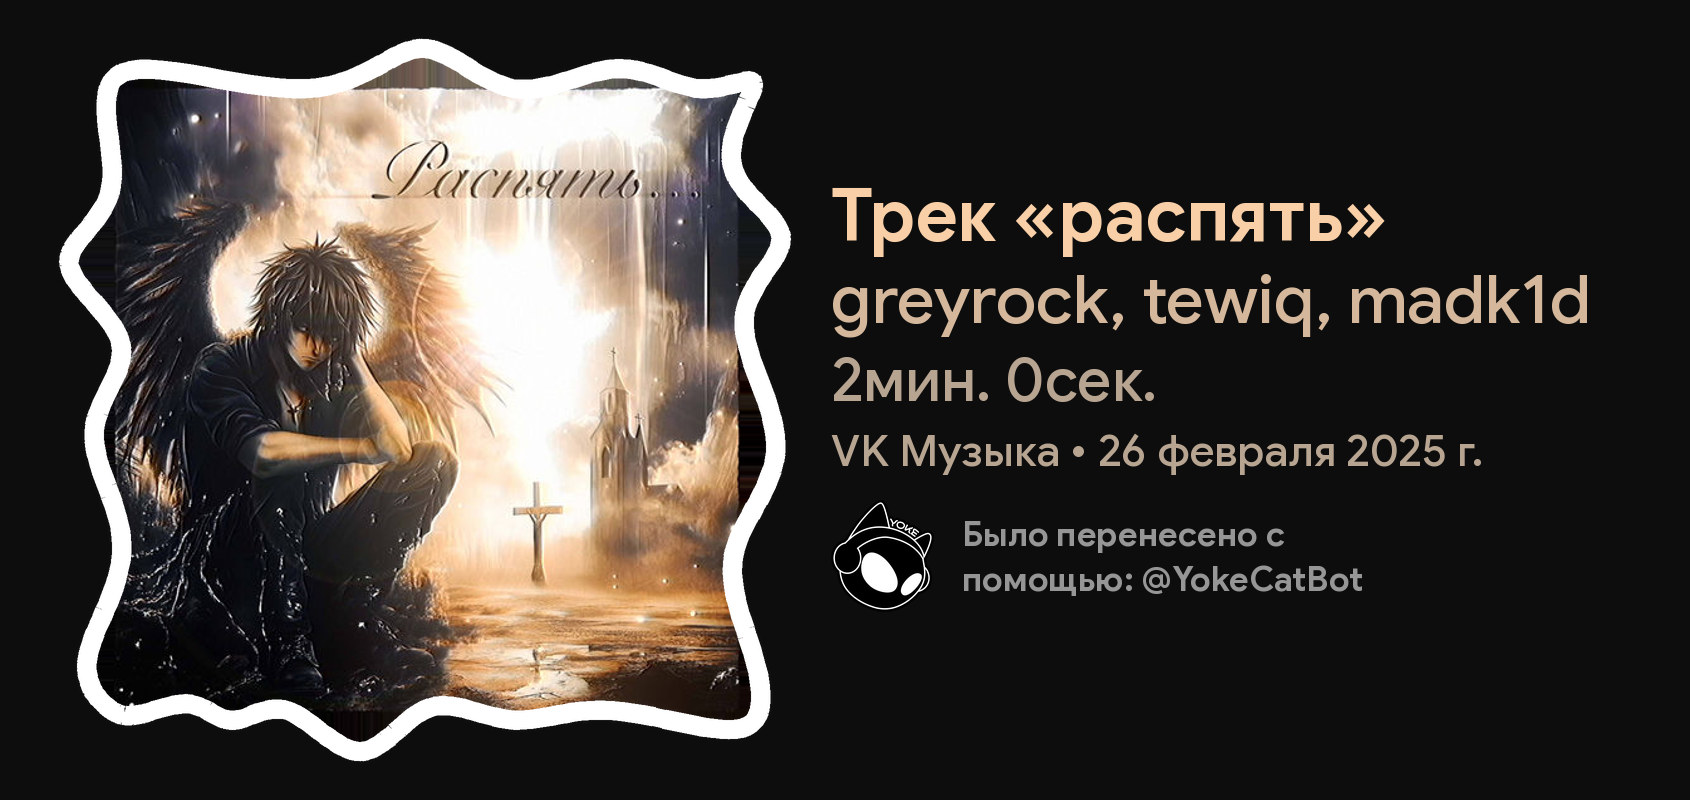 Распять...
Трек «распять»
greyrock, tewiq, madk1d
2мин. 0сек.
VK Музыка • 26 февраля 2025 г.
YOKE
Было перенесено с
помощью: @YokeCatBot